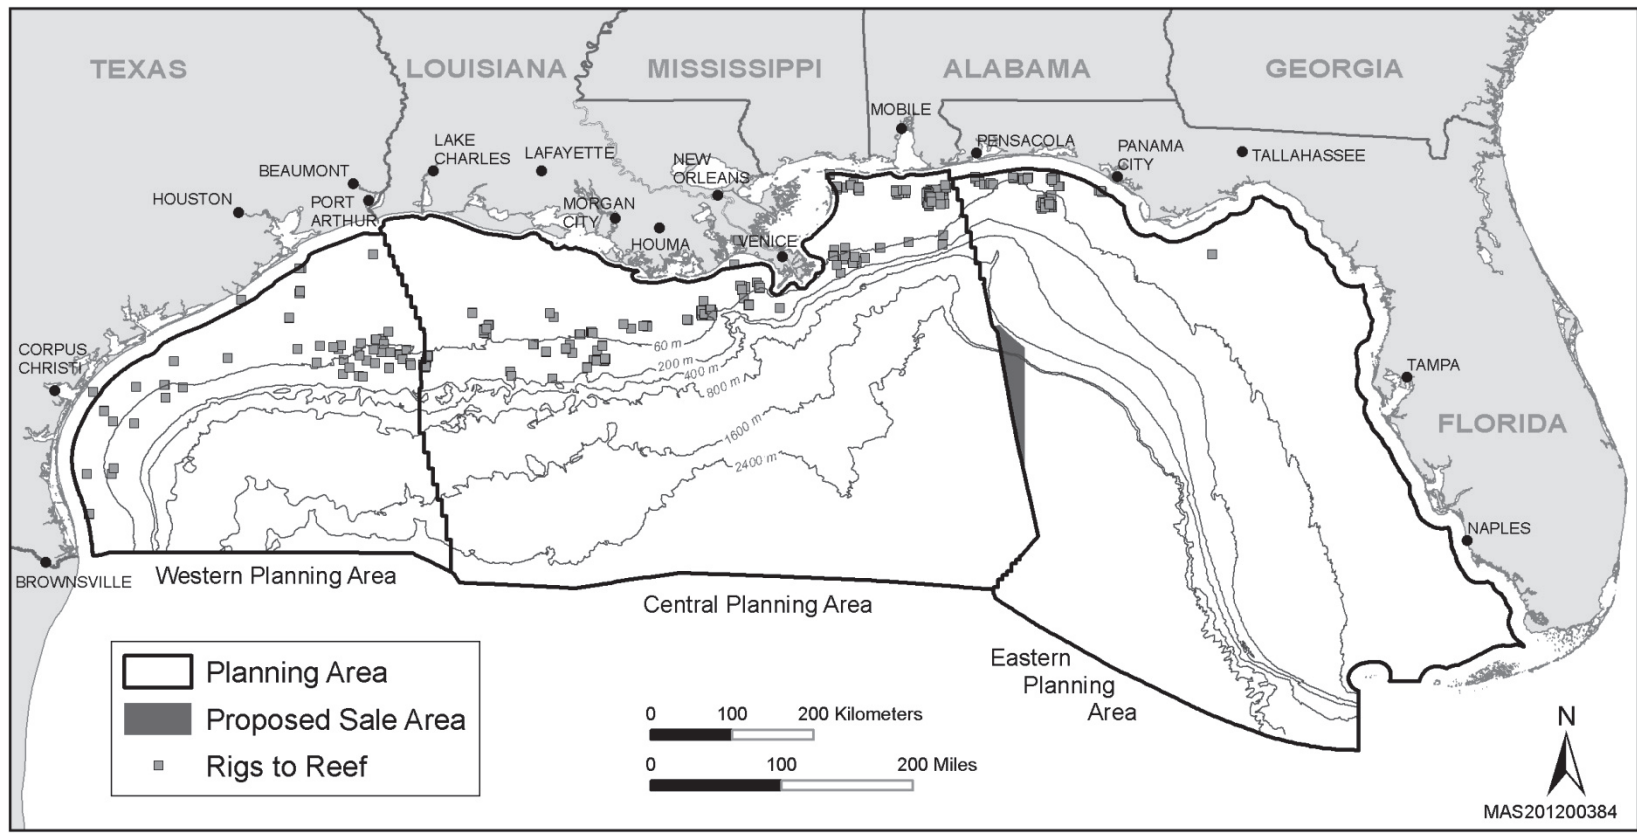 TEXAS
LOUISIANA
MISSISSIPPI
ALABAMA
GEORGIA
MOBILE
PENSACOLA
PANAMA
CITY
TALLAHASSEE
LAKE
CHARLES
LAFAYETTE
NEW
ORLEANS
BEAUMONT
HOUSTON
PORT
ARTHUR
MORGAN
CITY
HOUMA
VENICE
CORPUS
CHRISTI
60 m
200 m
400 m
800 m
1600 m
2400 m
TAMPA
FLORIDA
NAPLES
BROWNSVILLE
Western Planning Area
Central Planning Area
Eastern
Planning
Area
Planning Area
Proposed Sale Area
Rigs to Reef
0 100 200 Kilometers
0 100 200 Miles
N
MAS201200384